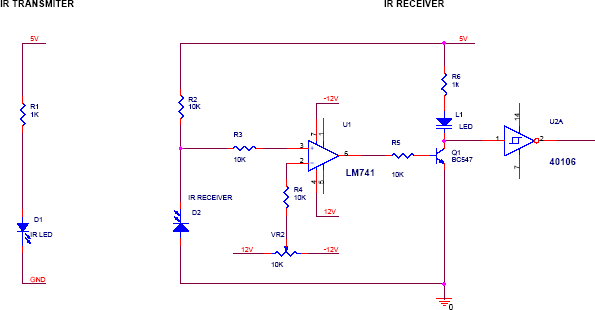 IR TRANSMITER
IR RECEIVER
5V
5V
R1
1K
D1
IR LED
GND
R2
10K
R3
10K
IR RECEIVER
D2
-12V
U1
7
1
3
+
2
-
6
4
5
LM741
12V
R4
10K
VR2
12V
-12V
10K
R5
10K
R6
1k
L1
LED
Q1
BC547
0
14
U2A
1
2
7
40106